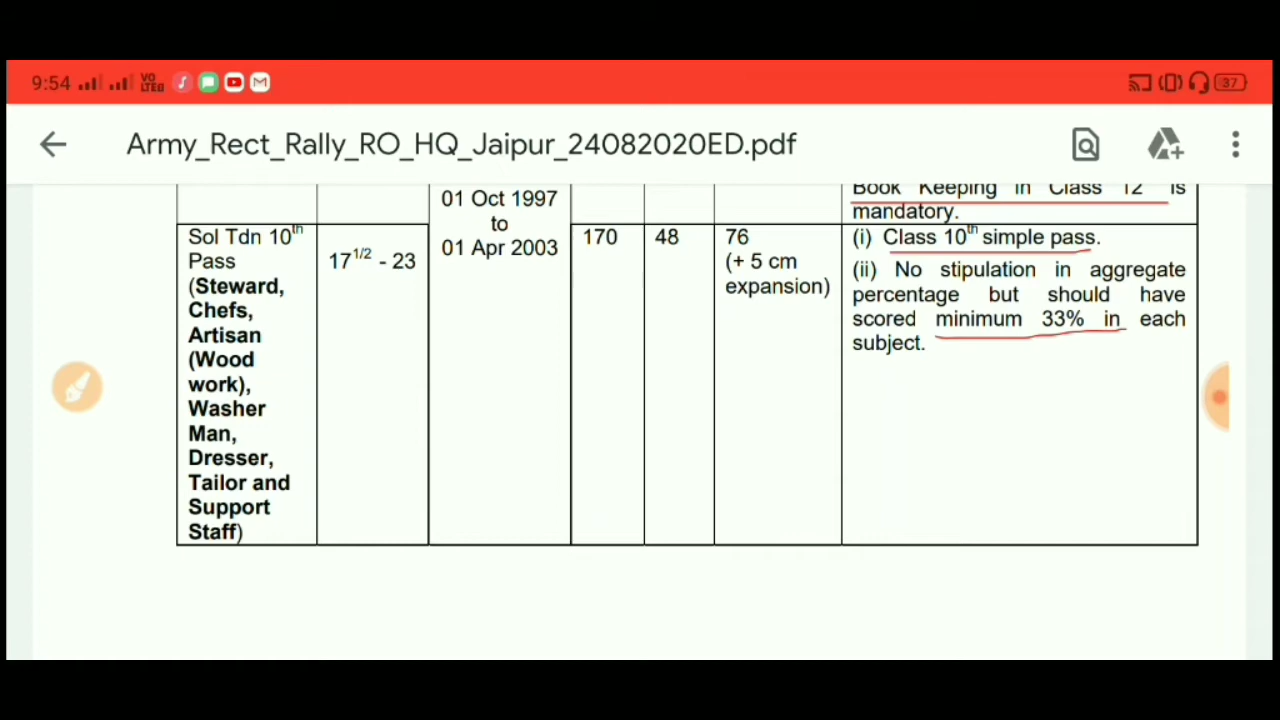 9:54 VO LTE 37
Army_Rect_Rally_RO_HQ_Jaipur_24082020ED.pdf
Book Keeping in Class 12 is
mandatory.
01 Oct 1997
to
01 Apr 2003
Sol Tdn 10th
Pass
(Steward,
Chefs,
Artisan
(Wood
work),
Washer
Man,
Dresser,
Tailor and
Support
Staff)
17 1/2 - 23
170
48
76
(+ 5 cm
expansion)
(i) Class 10th simple pass.
(ii) No stipulation in aggregate
percentage but should have
scored minimum 33% in each
subject.